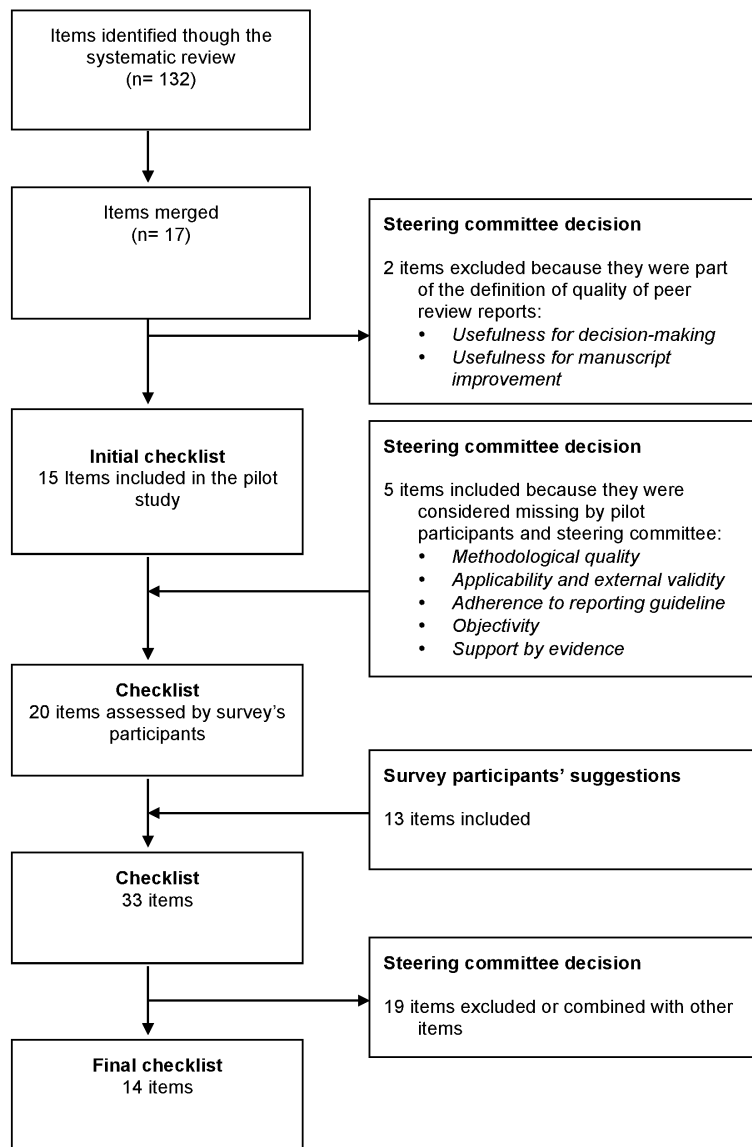 Items identified though the
systematic review
(n= 132)
Items merged
(n= 17)
Steering committee decision
2 items excluded because they were part
of the definition of quality of peer
review reports:
• Usefulness for decision-making
• Usefulness for manuscript
improvement
Initial checklist
15 Items included in the pilot
study
Steering committee decision
5 items included because they were
considered missing by pilot
participants and steering committee:
• Methodological quality
• Applicability and external validity
• Adherence to reporting guideline
• Objectivity
• Support by evidence
Checklist
20 items assessed by survey’s
participants
Survey participants’ suggestions
13 items included
Checklist
33 items
Steering committee decision
19 items excluded or combined with other
items
Final checklist
14 items